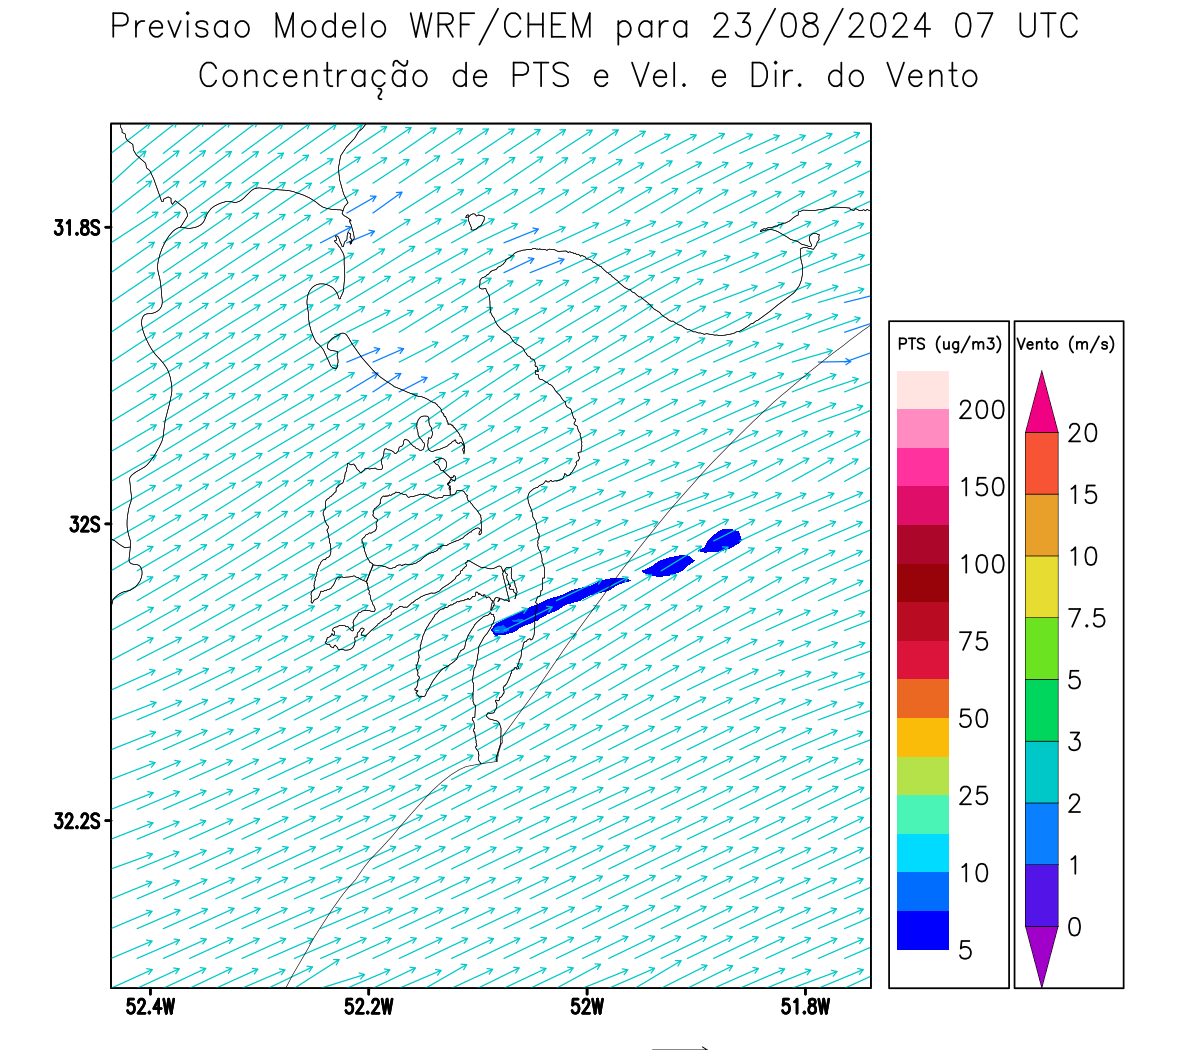 Previsao Modelo WRF/CHEM para 23/08/2024 07 UTC
Concentração de PTS e Vel. e Dir. do Vento
31.8S
32S
32.2S
52.4W
52.2W
52W
51.8W
PTS (ug/m3)
200
150
100
75
50
25
10
5
Vento (m/s)
20
15
10
7.5
5
3
2
1
0